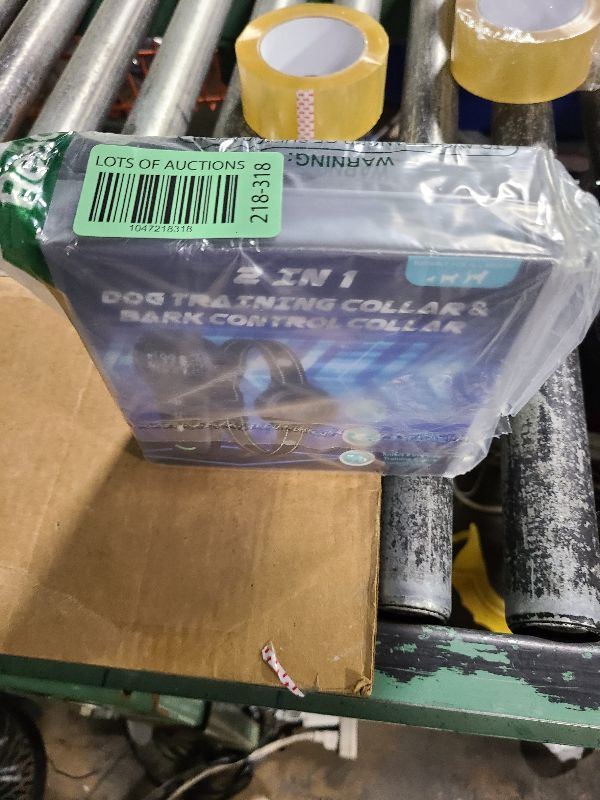 LOTS OF AUCTIONS
1047218318
218-318
WARNING:
2 IN 1
DOG TRAINING COLLAR &
BARK CONTROL COLLAR